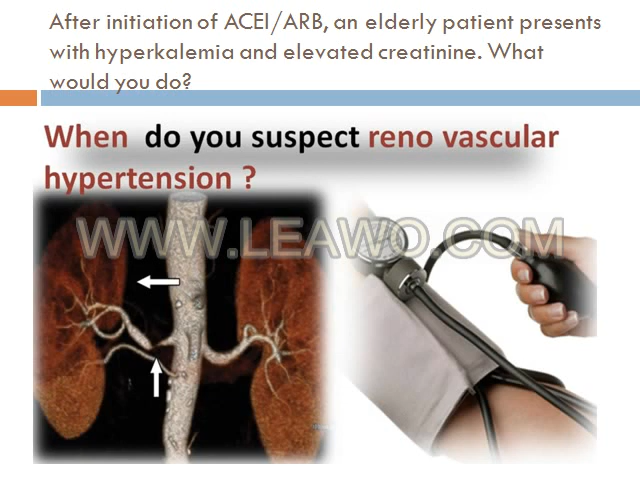 After initiation of ACEI/ARB, an elderly patient presents
with hyperkalemia and elevated creatinine. What
would you do?
When do you suspect reno vascular
hypertension ?
WWW.LEAWO.COM